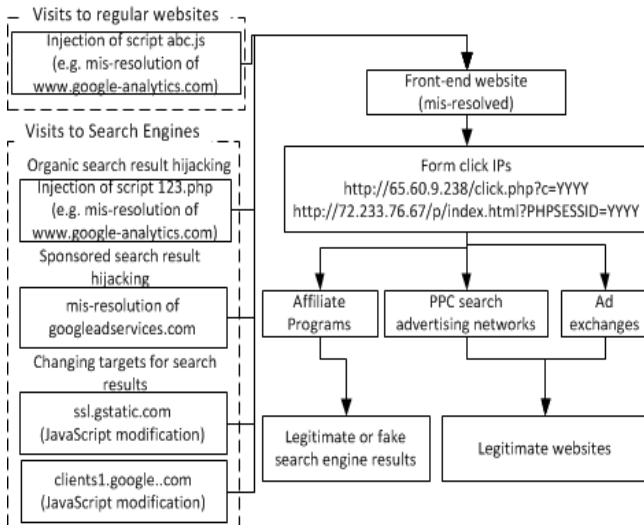 Visits to regular websites
Injection of script abc.js
(e.g. mis-resolution of
www.google-analytics.com)
Visits to Search Engines
Organic search result hijacking
Injection of script 123.php
(e.g. mis-resolution of
www.google-analytics.com)
Sponsored search result
hijacking
mis-resolution of
googleadservices.com
Changing targets for search
results
ssl.gstatic.com
(JavaScript modification)
clients1.google..com
(JavaScript modification)
Front-end website
(mis-resolved)
Form click IPs
http://65.60.9.238/click.php?c=YYYY
http://72.233.76.67/p/index.html?PHPSESSID=YYYY
Affiliate
Programs
PPC search
advertising networks
Ad
exchanges
Legitimate or fake
search engine results
Legitimate websites